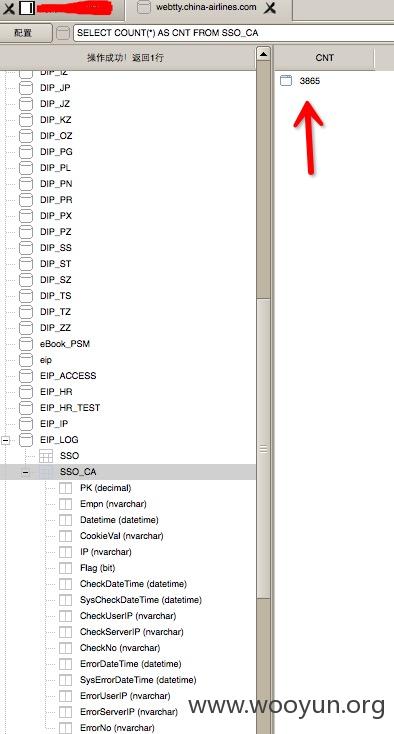 webtty.china-airlines.com
配置
SELECT COUNT(*) AS CNT FROM SSO_CA
操作成功！返回1行
CNT
3865
DIP_IZ
DIP_JP
DIP_JZ
DIP_KZ
DIP_OZ
DIP_PG
DIP_PL
DIP_PN
DIP_PR
DIP_PX
DIP_PZ
DIP_SS
DIP_ST
DIP_SZ
DIP_TS
DIP_TZ
DIP_ZZ
eBook_PSM
eip
EIP_ACCESS
EIP_HR
EIP_HR_TEST
EIP_IP
EIP_LOG
SSO
SSO_CA
PK (decimal)
Empn (nvarchar)
Datetime (datetime)
CookieVal (nvarchar)
IP (nvarchar)
Flag (bit)
CheckDateTime (datetime)
SysCheckDateTime (datetime)
CheckUserIP (nvarchar)
CheckServerIP (nvarchar)
CheckNo (nvarchar)
ErrorDateTime (datetime)
SysErrorDateTime (datetime)
ErrorUserIP (nvarchar)
ErrorServerIP (nvarchar)
ErrorNo (nvarchar)
www.wooyun.org